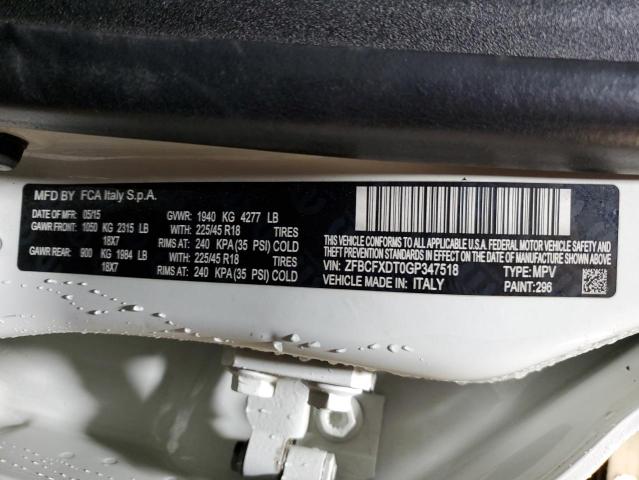 MFD BY FCA Italy S.p.A.
DATE OF MFG: 05/15 GVWR: 1940 KG 4277 LB
GAWR FRONT: 1050 KG 2315 LB WITH: 225/45 R18 TIRES
18X7 RIMS AT: 240 KPA (35 PSI) COLD
GAWR REAR: 900 KG 1984 LB WITH: 225/45 R18 TIRES
18X7 RIMS AT: 240 KPA (35 PSI) COLD
THIS VEHICLE CONFORMS TO ALL APPLICABLE U.S.A. FEDERAL MOTOR VEHICLE
SAFETY, BUMPER, AND THEFT PREVENTION STANDARDS IN
EFFECT ON THE DATE OF MANUFACTURE SHOWN ABOVE
VIN: ZFBCFXDT0GP347518 TYPE: MPV
VEHICLE MADE IN: ITALY PAINT: 296